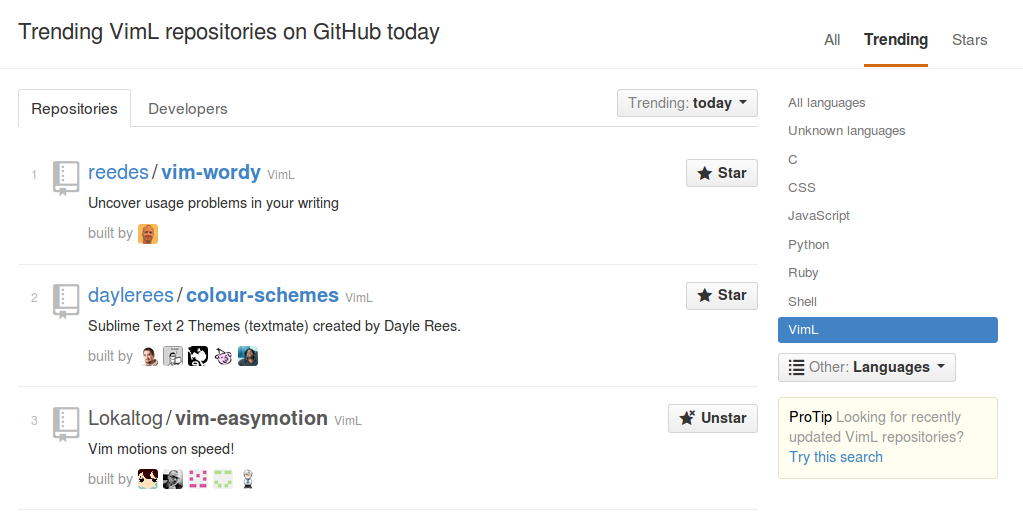 Trending VimL repositories on GitHub today
All Trending Stars
Repositories Developers
Trending: today
1 reedes / vim-wordy VimL
Star
Uncover usage problems in your writing
built by
2 daylerees / colour-schemes VimL
Star
Sublime Text 2 Themes (textmate) created by Dayle Rees.
built by
3 Lokaltog / vim-easymotion VimL
Unstar
Vim motions on speed!
built by
All languages
Unknown languages
C
CSS
JavaScript
Python
Ruby
Shell
VimL
Other: Languages
ProTip Looking for recently
updated VimL repositories?
Try this search